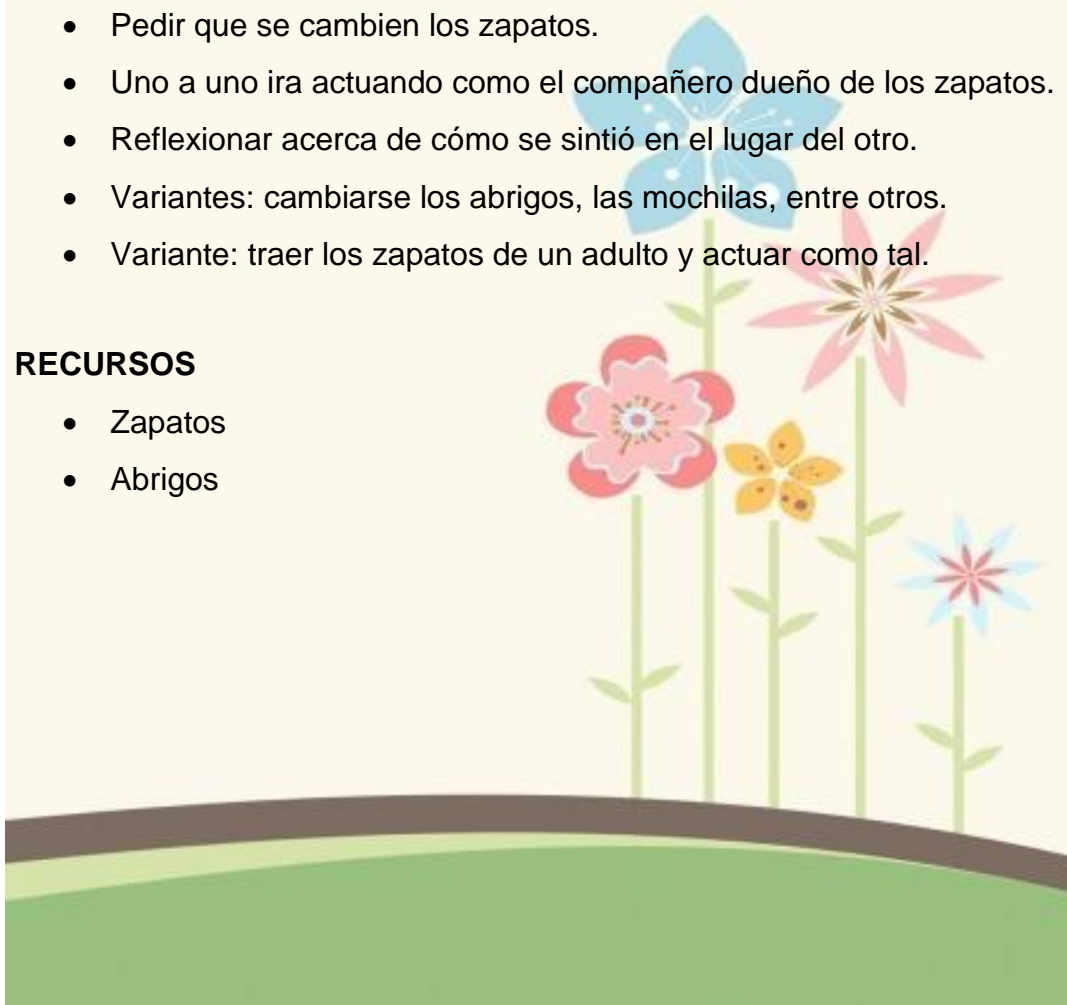 • Pedir que se cambien los zapatos.
• Uno a uno ira actuando como el compañero dueño de los zapatos.
• Reflexionar acerca de cómo se sintió en el lugar del otro.
• Variantes: cambiarse los abrigos, las mochilas, entre otros.
• Variante: traer los zapatos de un adulto y actuar como tal.
RECURSOS
• Zapatos
• Abrigos